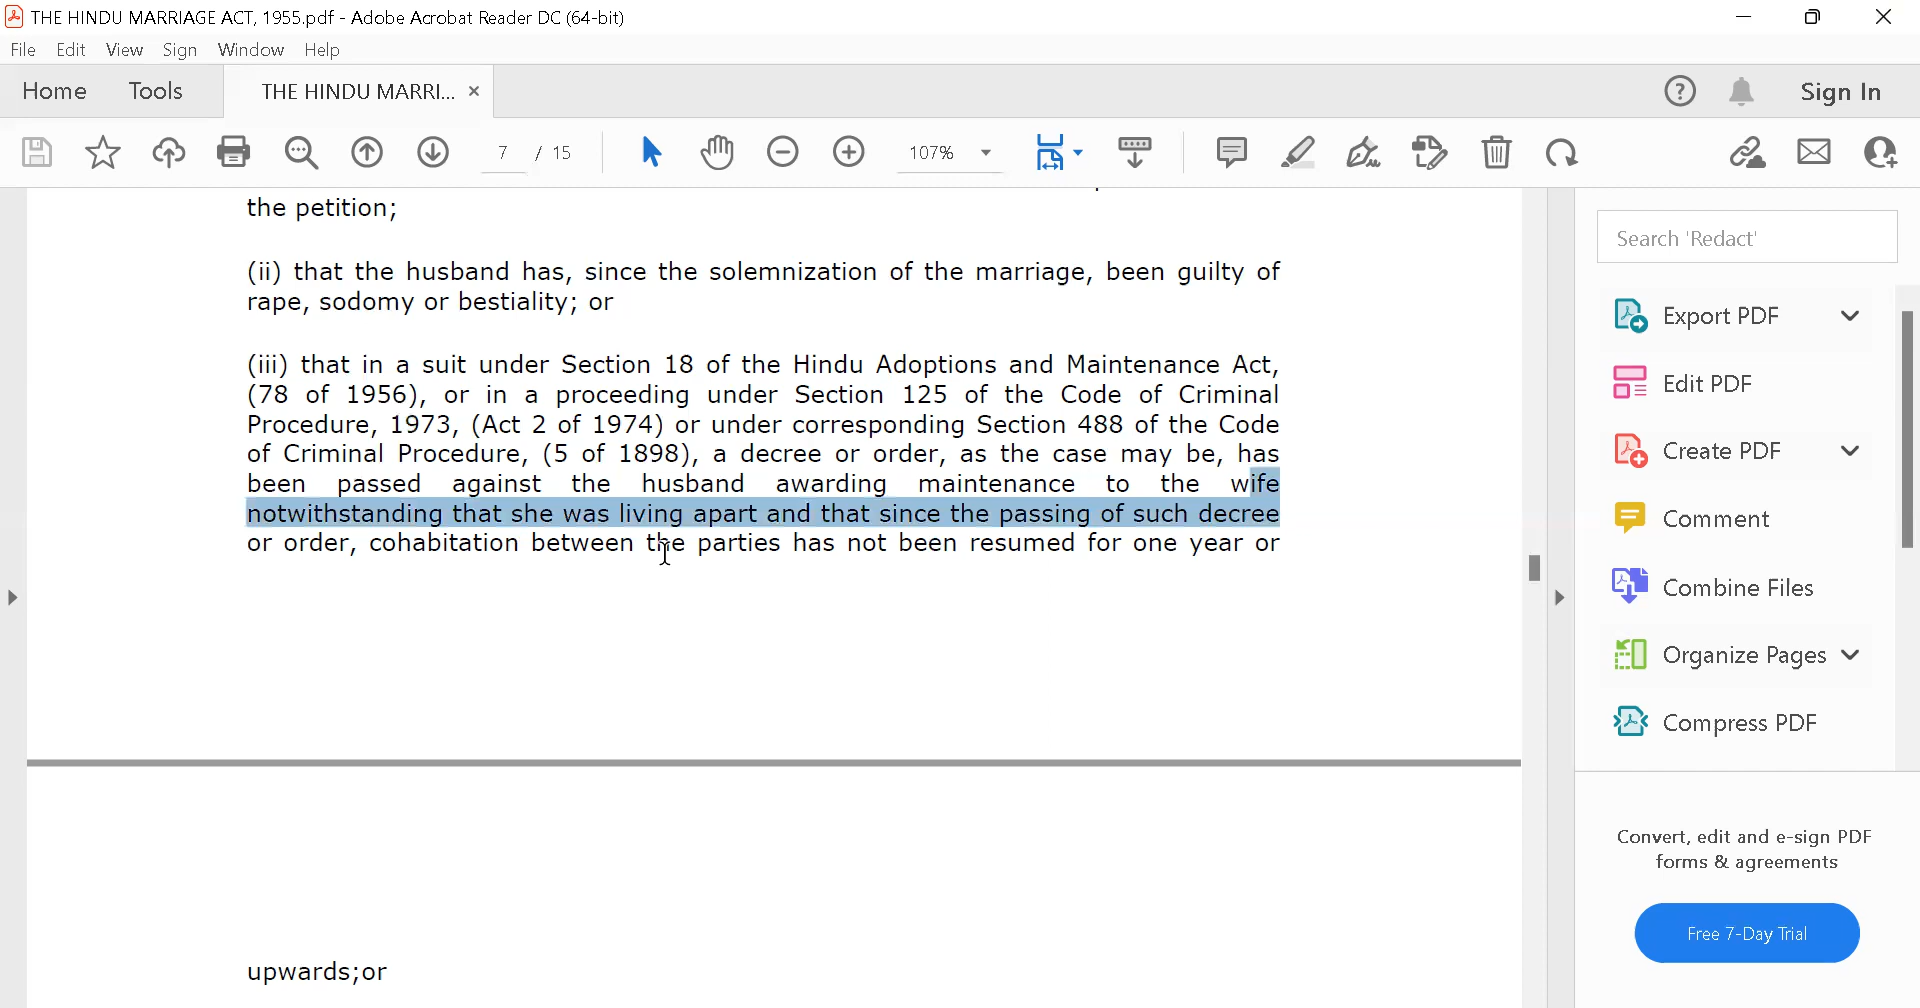 THE HINDU MARRIAGE ACT, 1955.pdf - Adobe Acrobat Reader DC (64-bit)
File Edit View Sign Window Help
Home Tools THE HINDU MARRI... × Sign In
7 / 15 107%
the petition;
(ii) that the husband has, since the solemnization of the marriage, been guilty of
rape, sodomy or bestiality; or
(iii) that in a suit under Section 18 of the Hindu Adoptions and Maintenance Act,
(78 of 1956), or in a proceeding under Section 125 of the Code of Criminal
Procedure, 1973, (Act 2 of 1974) or under corresponding Section 488 of the Code
of Criminal Procedure, (5 of 1898), a decree or order, as the case may be, has
been passed against the husband awarding maintenance to the wife
notwithstanding that she was living apart and that since the passing of such decree
or order, cohabitation between the parties has not been resumed for one year or
upwards;or
Search 'Redact'
Export PDF
Edit PDF
Create PDF
Comment
Combine Files
Organize Pages
Compress PDF
Convert, edit and e-sign PDF
forms & agreements
Free 7-Day Trial